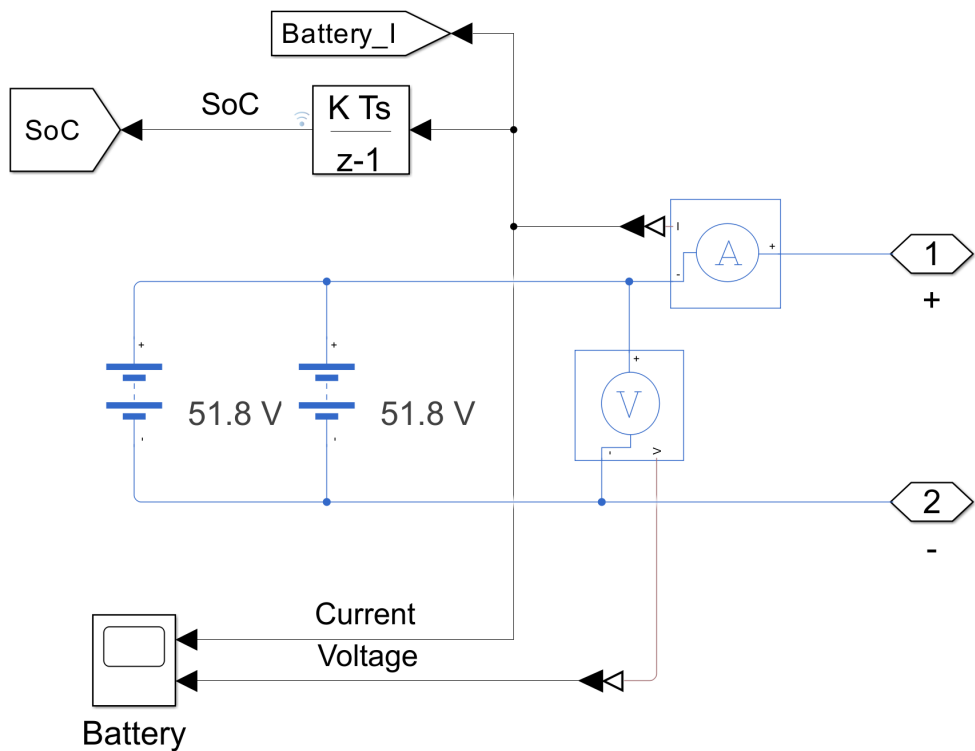 Battery_I
SoC
SoC
K Ts
z-1
I
A
+
-
1
+
+
+
+
51.8 V
51.8 V
V
-
-
-
V
2
-
Current
Voltage
Battery